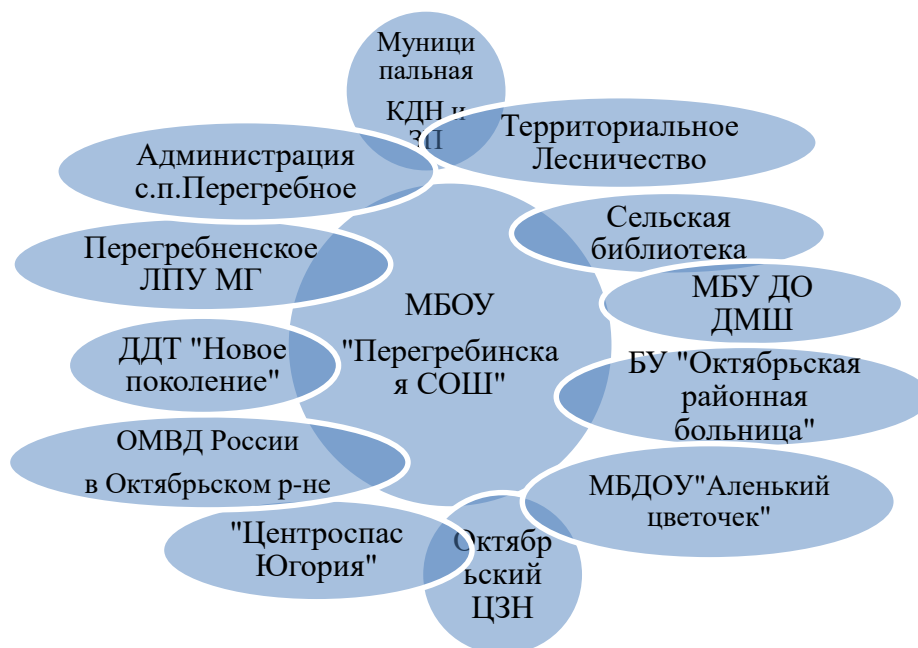 Муници
пальная
КДН и
ЗП
Территориальное
Лесничество
Сельская
библиотека
МБУ ДО
ДМШ
БУ "Октябрьская
районная
больница"
МБДОУ"Аленький
цветочек"
Октябр
ьский
ЦЗН
"Центроспас
Югория"
ОМВД России
в Октябрьском р-не
ДДТ "Новое
поколение"
Перегребненское
ЛПУ МГ
Администрация
с.п.Перегребное
МБОУ
"Перегребинска
я СОШ"